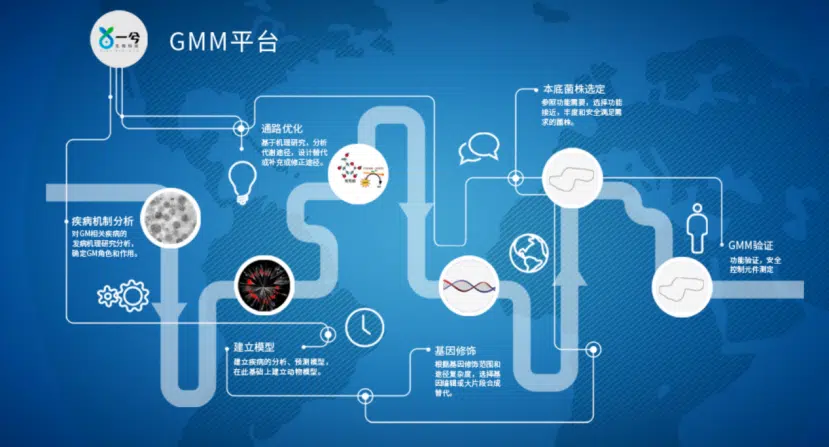 一兮
GMM平台
本底菌株选定
参照功能需要，选择功能
接近，丰度和安全满足需
求的菌株。
通路优化
基于机理研究，分析
代谢途径，设计替代
或补充或修正途径。
疾病机制分析
对GM相关疾病的
发病机理研究分析，
确定GM角色和作用。
GMM验证
功能验证，安全
控制元件测定
建立模型
建立疾病的分析、预测模型，
在此基础上建立动物模型。
基因修饰
根据基因修饰范围和
途径复杂度，选择基
因编辑或大片段合成
替代。